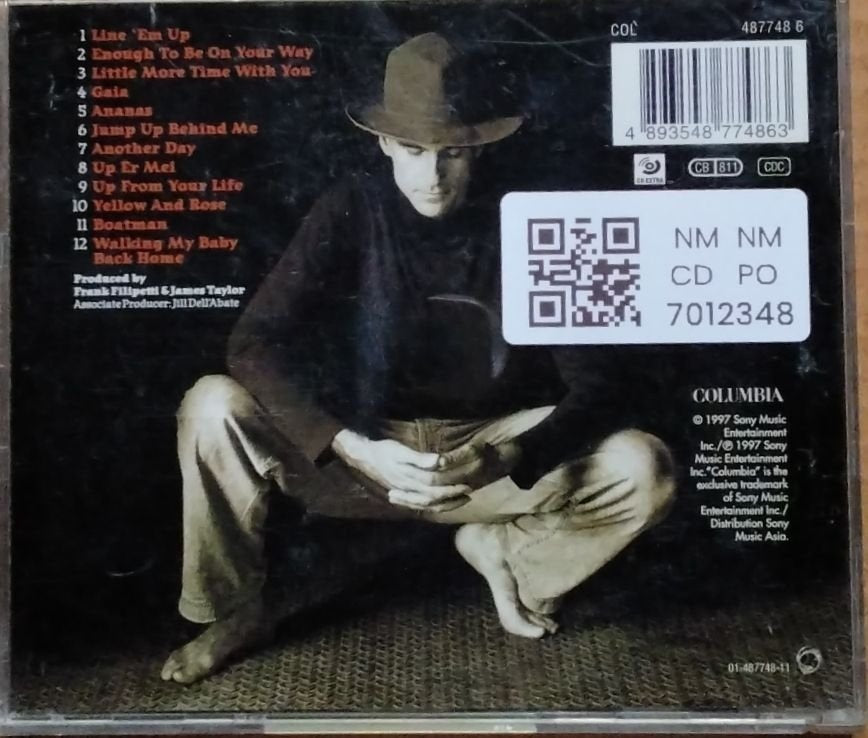 1 Line 'Em Up
2 Enough To Be On Your Way
3 Little More Time With You
4 Gaia
5 Ananas
6 Jump Up Behind Me
7 Another Day
8 Up Er Mei
9 Up From Your Life
10 Yellow And Rose
11 Boatman
12 Walking My Baby
Back Home
Produced by
Frank Filipetti & James Taylor
Associate Producer: Jill Dell'Abate
COL 487748 6
4 893548 774863
CD EXTRA
CB 811
CDC
NM NM
CD PO
7012348
COLUMBIA
© 1997 Sony Music
Entertainment
Inc./℗ 1997 Sony
Music Entertainment
Inc."Columbia" is the
exclusive trademark
of Sony Music
Entertainment Inc./
Distribution Sony
Music Asia.
01-487748-11